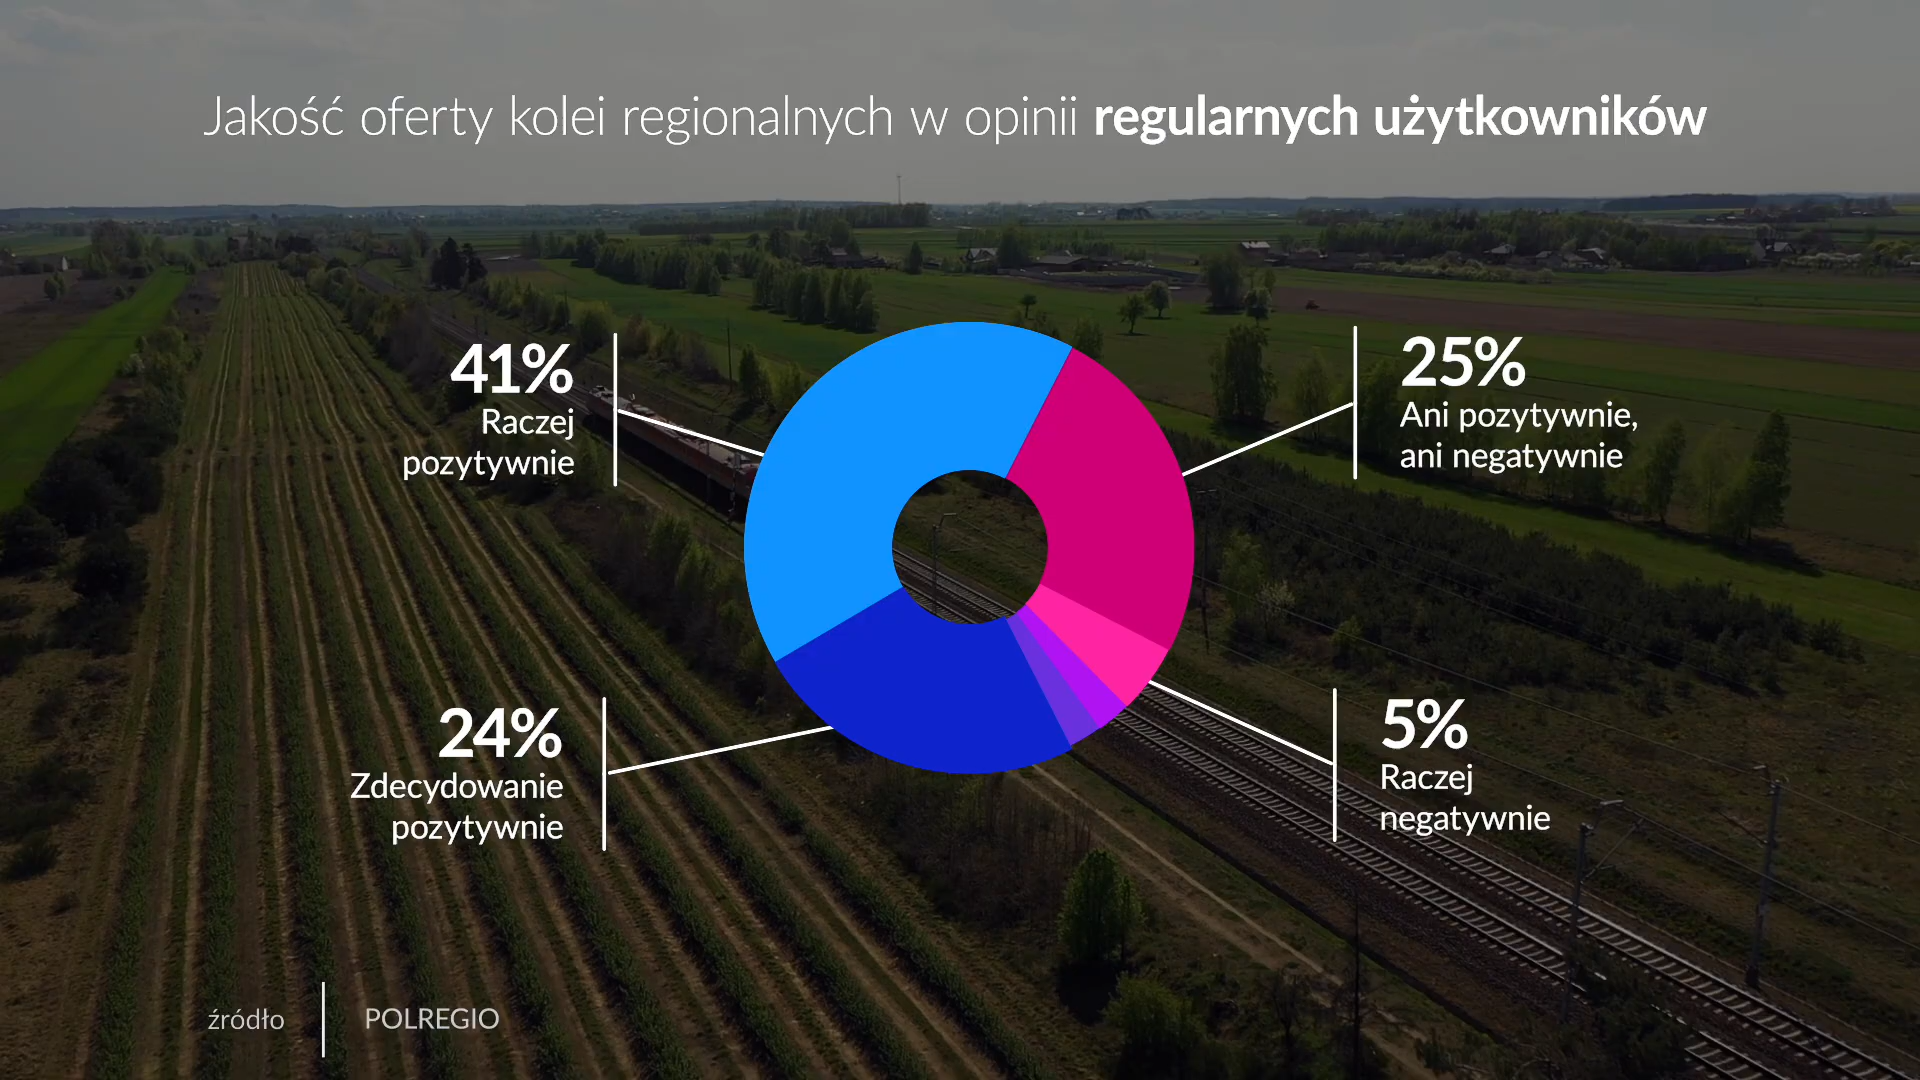 Jakość oferty kolei regionalnych w opinii regularnych użytkowników
41%
Raczej
pozytywnie
25%
Ani pozytywnie,
ani negatywnie
24%
Zdecydowanie
pozytywnie
5%
Raczej
negatywnie
źródło
POLREGIO